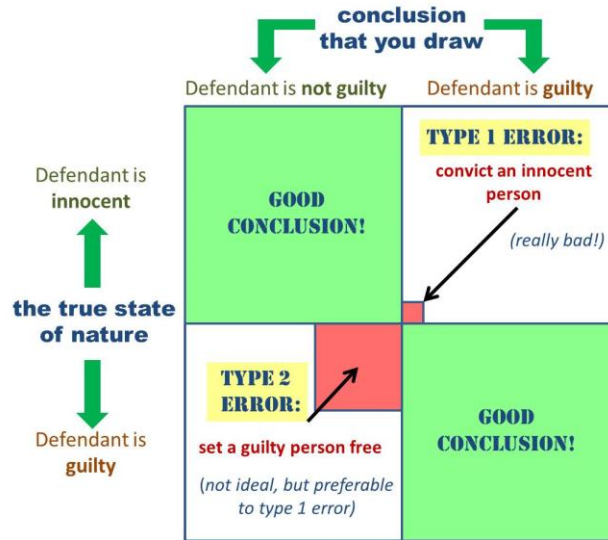 conclusion
that you draw
Defendant is not guilty
Defendant is guilty
TYPE 1 ERROR:
convict an innocent
person
(really bad!)
Defendant is
innocent
GOOD
CONCLUSION!
the true state
of nature
TYPE 2
ERROR:
set a guilty person free
(not ideal, but preferable
to type 1 error)
GOOD
CONCLUSION!
Defendant is
guilty